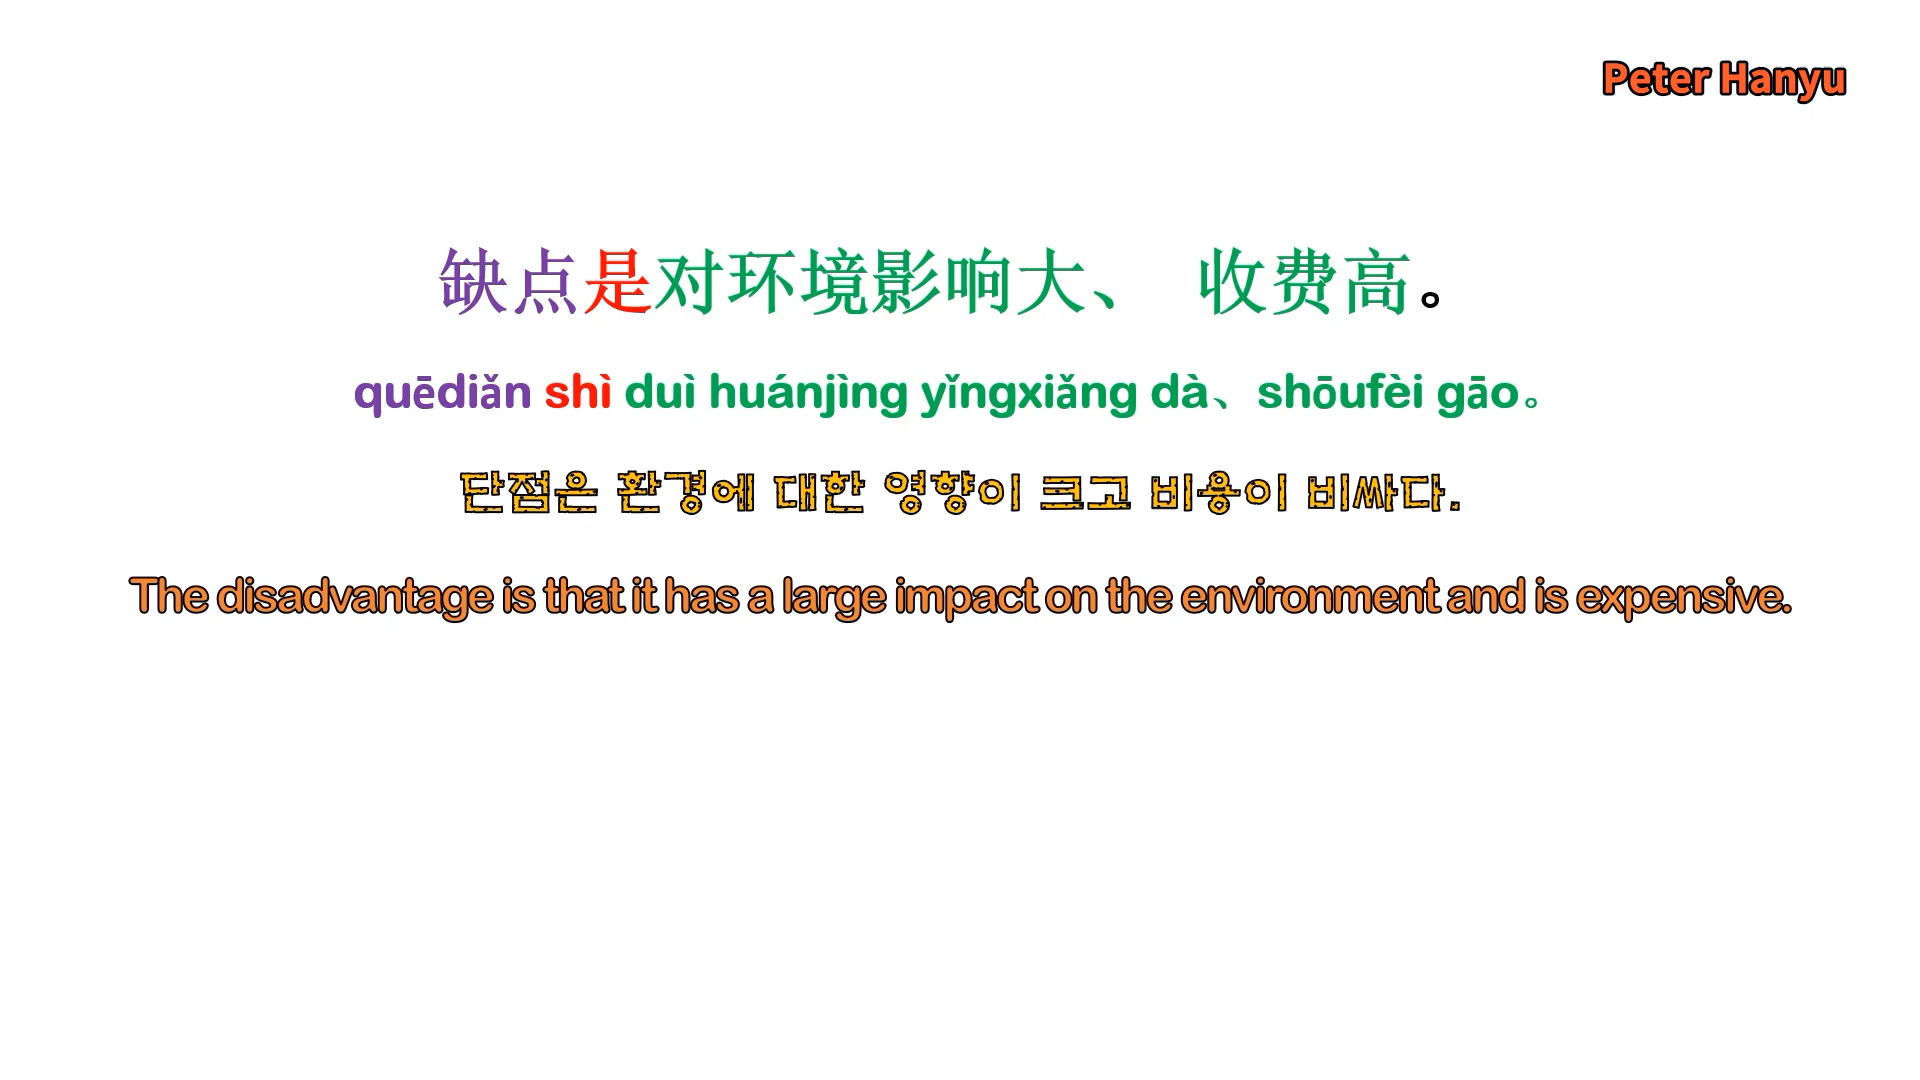 Peter Hanyu
缺点是对环境影响大、 收费高。
quēdiǎn shì duì huánjìng yǐngxiǎng dà、shōufèi gāo。
단점은 환경에 대한 영향이 크고 비용이 비싸다.
The disadvantage is that it has a large impact on the environment and is expensive.